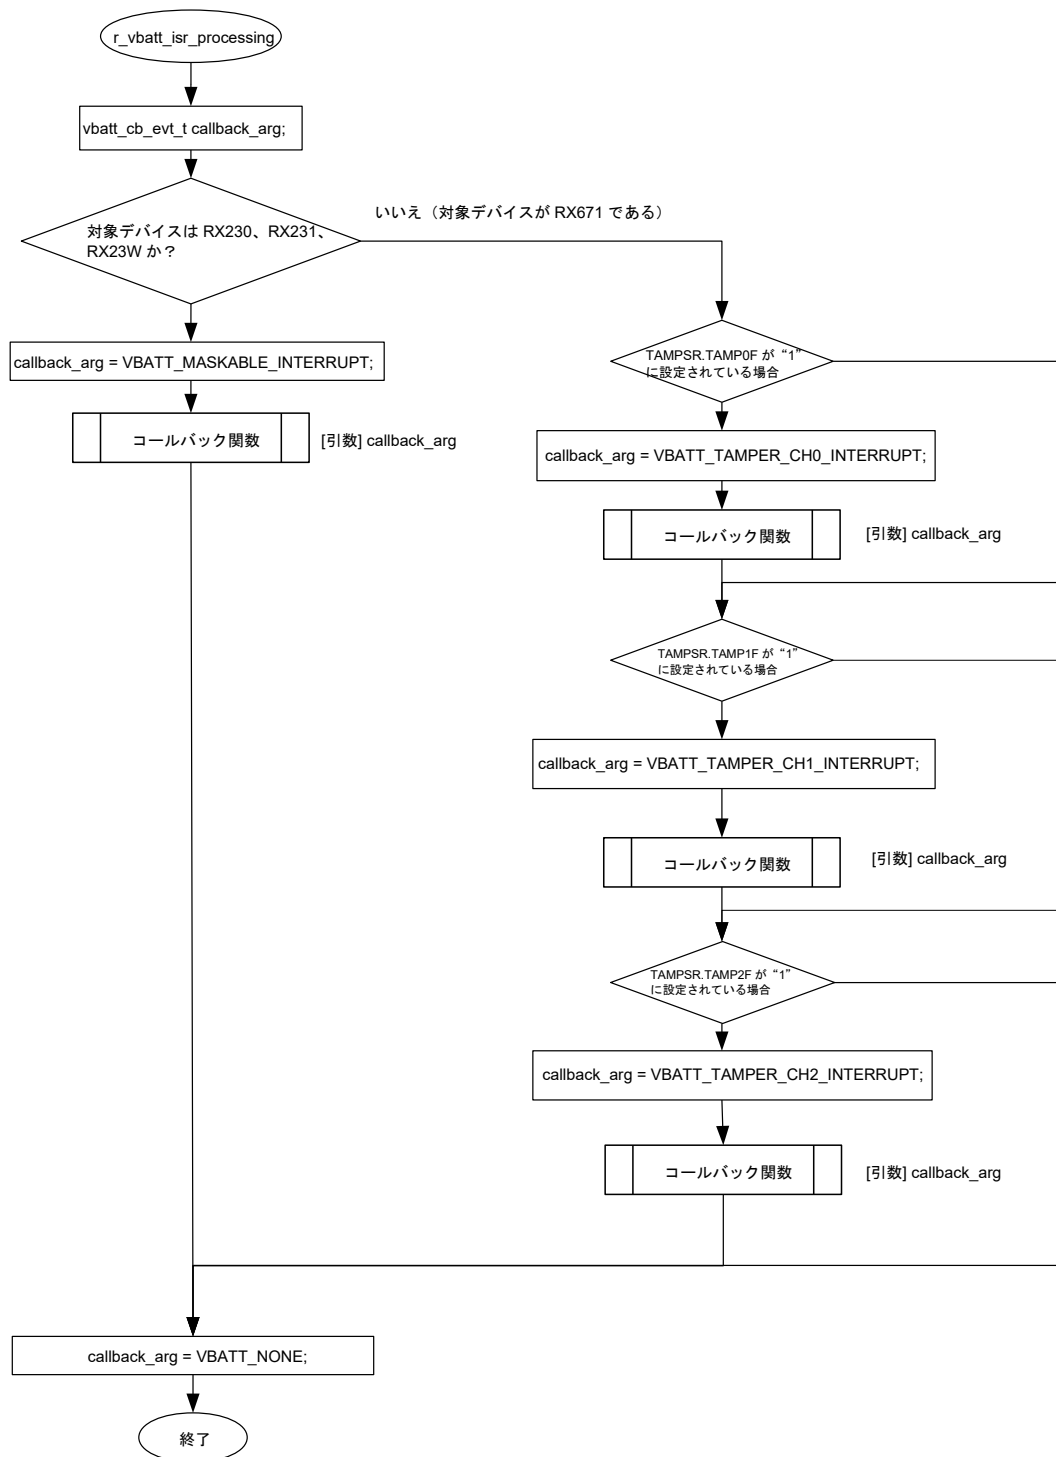 r_vbatt_isr_processing
vbatt_cb_evt_t callback_arg;
対象デバイスは RX230、RX231、
RX23W か？
いいえ（対象デバイスが RX671 である）
callback_arg = VBATT_MASKABLE_INTERRUPT;
コールバック関数
[引数] callback_arg
TAMPSR.TAMP0F が “1”
に設定されている場合
callback_arg = VBATT_TAMPER_CH0_INTERRUPT;
コールバック関数
[引数] callback_arg
TAMPSR.TAMP1F が “1”
に設定されている場合
callback_arg = VBATT_TAMPER_CH1_INTERRUPT;
コールバック関数
[引数] callback_arg
TAMPSR.TAMP2F が “1”
に設定されている場合
callback_arg = VBATT_TAMPER_CH2_INTERRUPT;
コールバック関数
[引数] callback_arg
callback_arg = VBATT_NONE;
終了